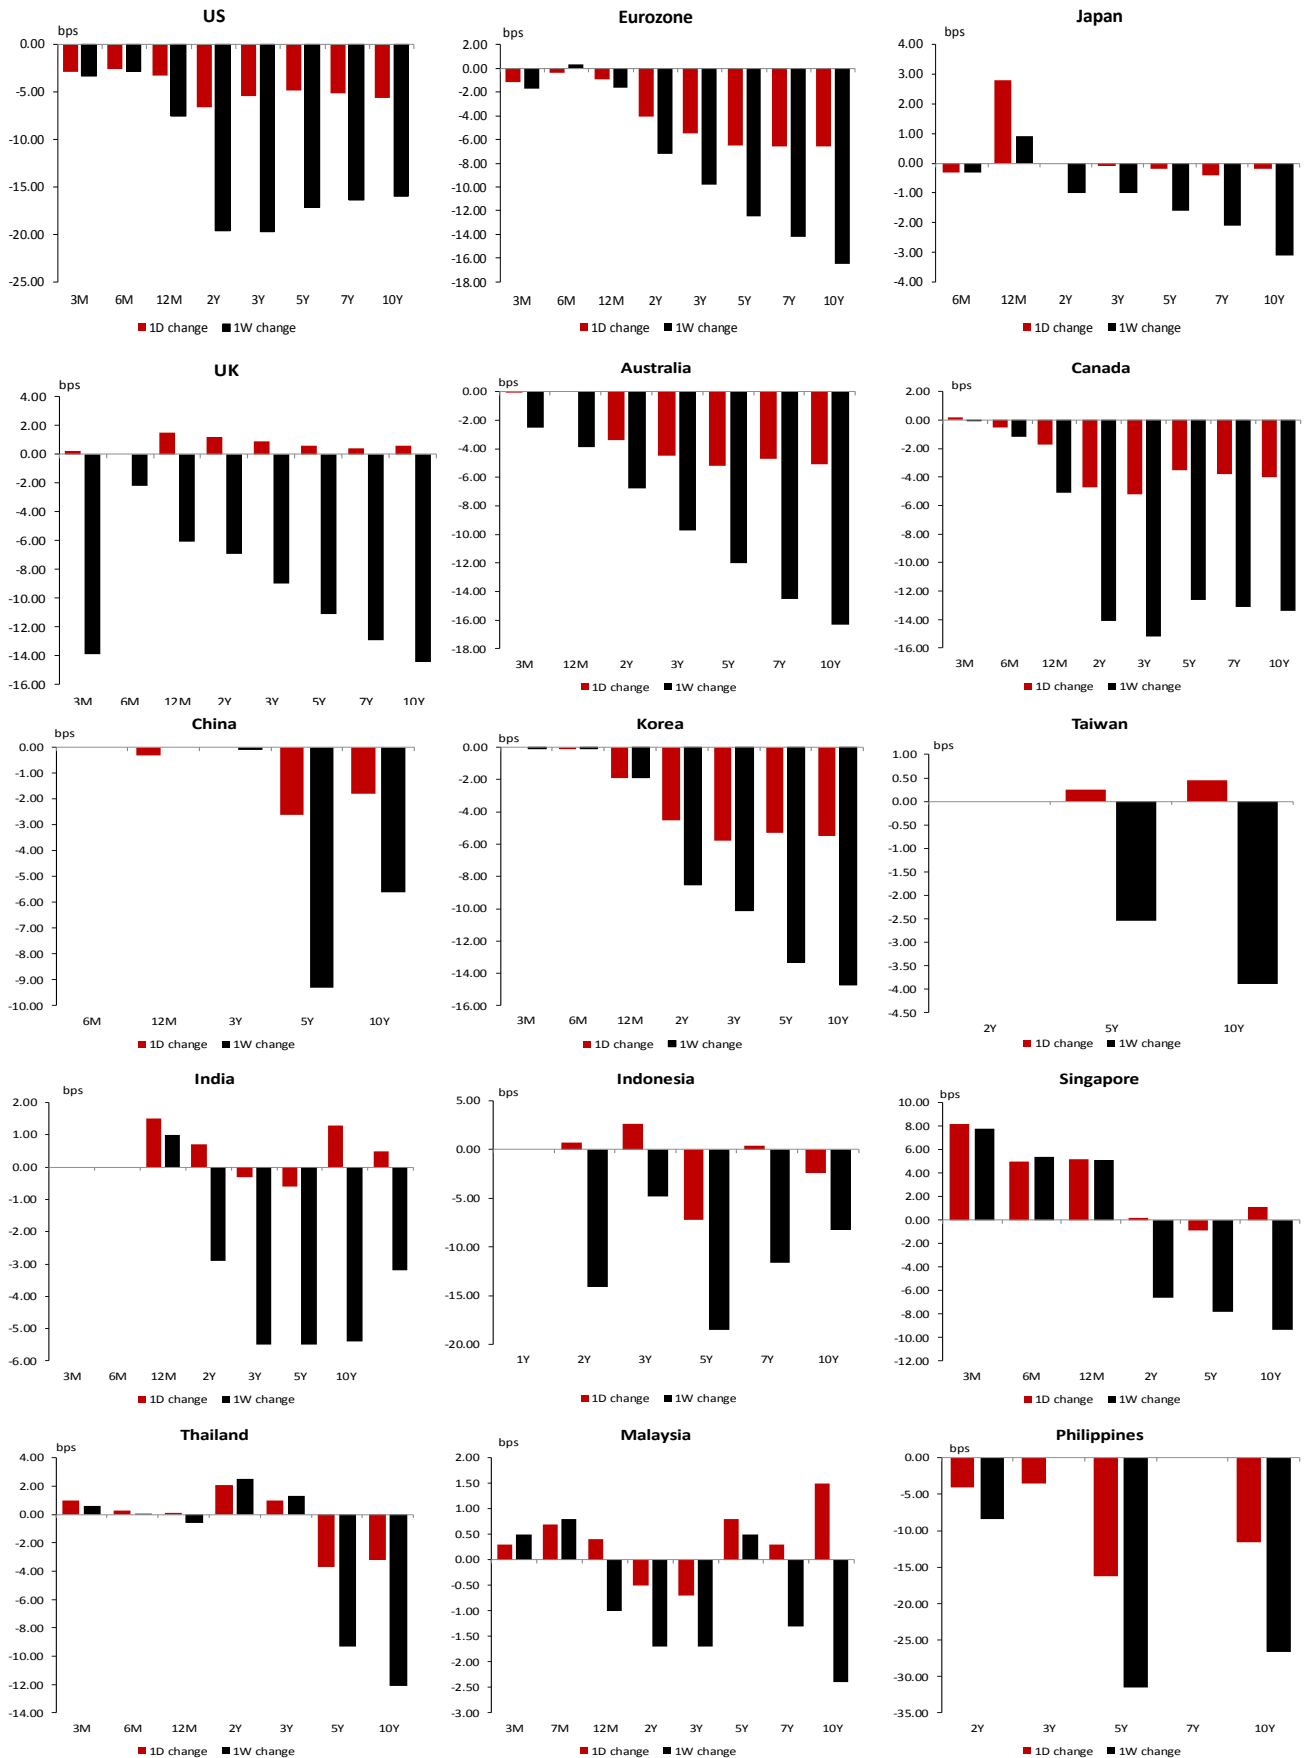 US
bps
0.00
-5.00
-10.00
-15.00
-20.00
-25.00
3M 6M 12M 2Y 3Y 5Y 7Y 10Y
1D change 1W change
Eurozone
bps
2.00
0.00
-2.00
-4.00
-6.00
-8.00
-10.00
-12.00
-14.00
-16.00
-18.00
3M 6M 12M 2Y 3Y 5Y 7Y 10Y
1D change 1W change
Japan
bps
4.00
3.00
2.00
1.00
0.00
-1.00
-2.00
-3.00
-4.00
6M 12M 2Y 3Y 5Y 7Y 10Y
1D change 1W change
UK
bps
4.00
2.00
0.00
-2.00
-4.00
-6.00
-8.00
-10.00
-12.00
-14.00
-16.00
3M 6M 12M 2Y 3Y 5Y 7Y 10Y
Australia
bps
0.00
-2.00
-4.00
-6.00
-8.00
-10.00
-12.00
-14.00
-16.00
-18.00
3M 12M 2Y 3Y 5Y 7Y 10Y
1D change 1W change
Canada
bps
2.00
0.00
-2.00
-4.00
-6.00
-8.00
-10.00
-12.00
-14.00
-16.00
3M 6M 12M 2Y 3Y 5Y 7Y 10Y
1D change 1W change
China
bps
0.00
-1.00
-2.00
-3.00
-4.00
-5.00
-6.00
-7.00
-8.00
-9.00
-10.00
6M 12M 3Y 5Y 10Y
1D change 1W change
Korea
bps
0.00
-2.00
-4.00
-6.00
-8.00
-10.00
-12.00
-14.00
-16.00
3M 6M 12M 2Y 3Y 5Y 10Y
1D change 1W change
Taiwan
bps
1.00
0.50
0.00
-0.50
-1.00
-1.50
-2.00
-2.50
-3.00
-3.50
-4.00
-4.50
2Y 5Y 10Y
1D change 1W change
India
bps
2.00
1.00
0.00
-1.00
-2.00
-3.00
-4.00
-5.00
-6.00
3M 6M 12M 2Y 3Y 5Y 10Y
1D change 1W change
Indonesia
bps
5.00
0.00
-5.00
-10.00
-15.00
-20.00
1Y 2Y 3Y 5Y 7Y 10Y
1D change 1W change
Singapore
bps
10.00
8.00
6.00
4.00
2.00
0.00
-2.00
-4.00
-6.00
-8.00
-10.00
-12.00
3M 6M 12M 2Y 5Y 10Y
1D change 1W change
Thailand
bps
4.00
2.00
0.00
-2.00
-4.00
-6.00
-8.00
-10.00
-12.00
-14.00
3M 6M 12M 2Y 3Y 5Y 10Y
1D change 1W change
Malaysia
bps
2.00
1.50
1.00
0.50
0.00
-0.50
-1.00
-1.50
-2.00
-2.50
-3.00
3M 7M 12M 2Y 3Y 5Y 7Y 10Y
1D change 1W change
Philippines
bps
0.00
-5.00
-10.00
-15.00
-20.00
-25.00
-30.00
-35.00
2Y 3Y 5Y 7Y 10Y
1D change 1W change